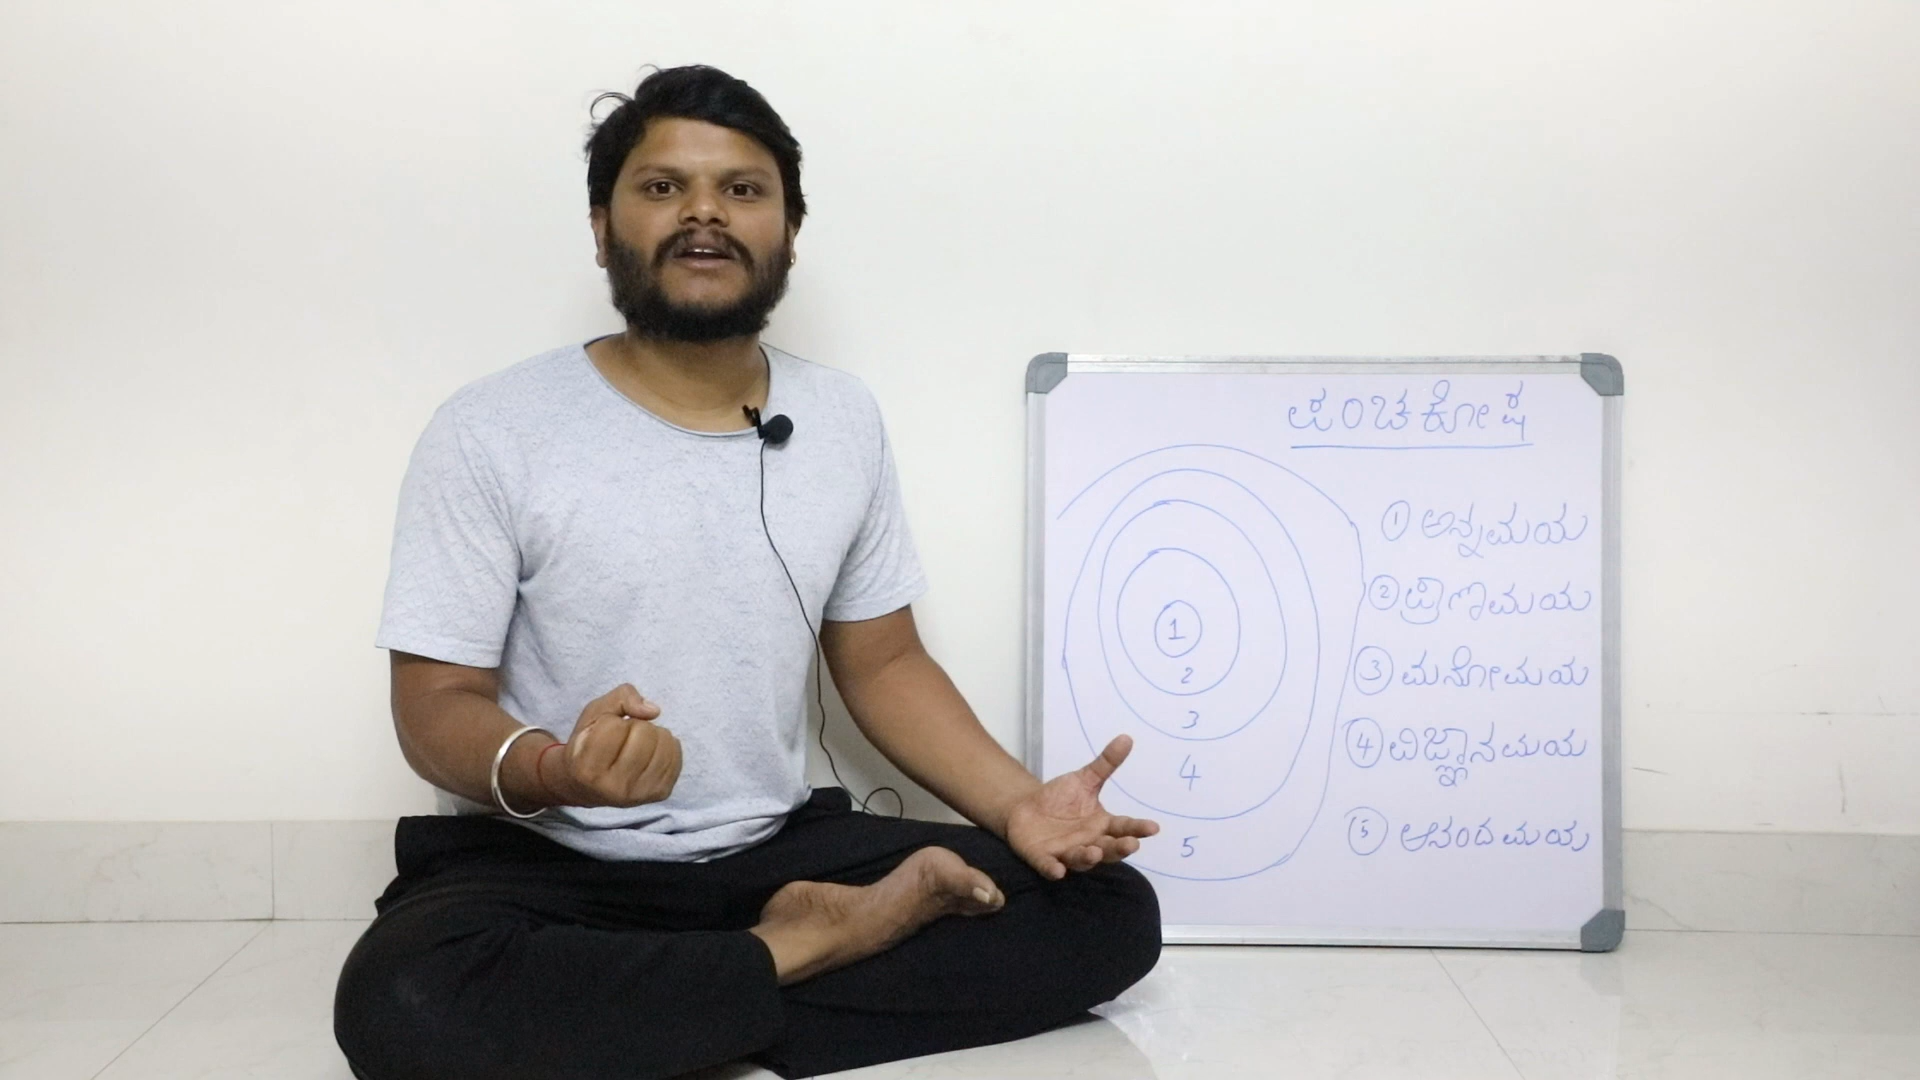 ಪಂಚಕೋಷ
① ಅನ್ನಮಯ
② ಪ್ರಾಣಮಯ
③ ಮನೋಮಯ
④ ವಿಜ್ಞಾನಮಯ
⑤ ಆನಂದಮಯ
1
2
3
4
5